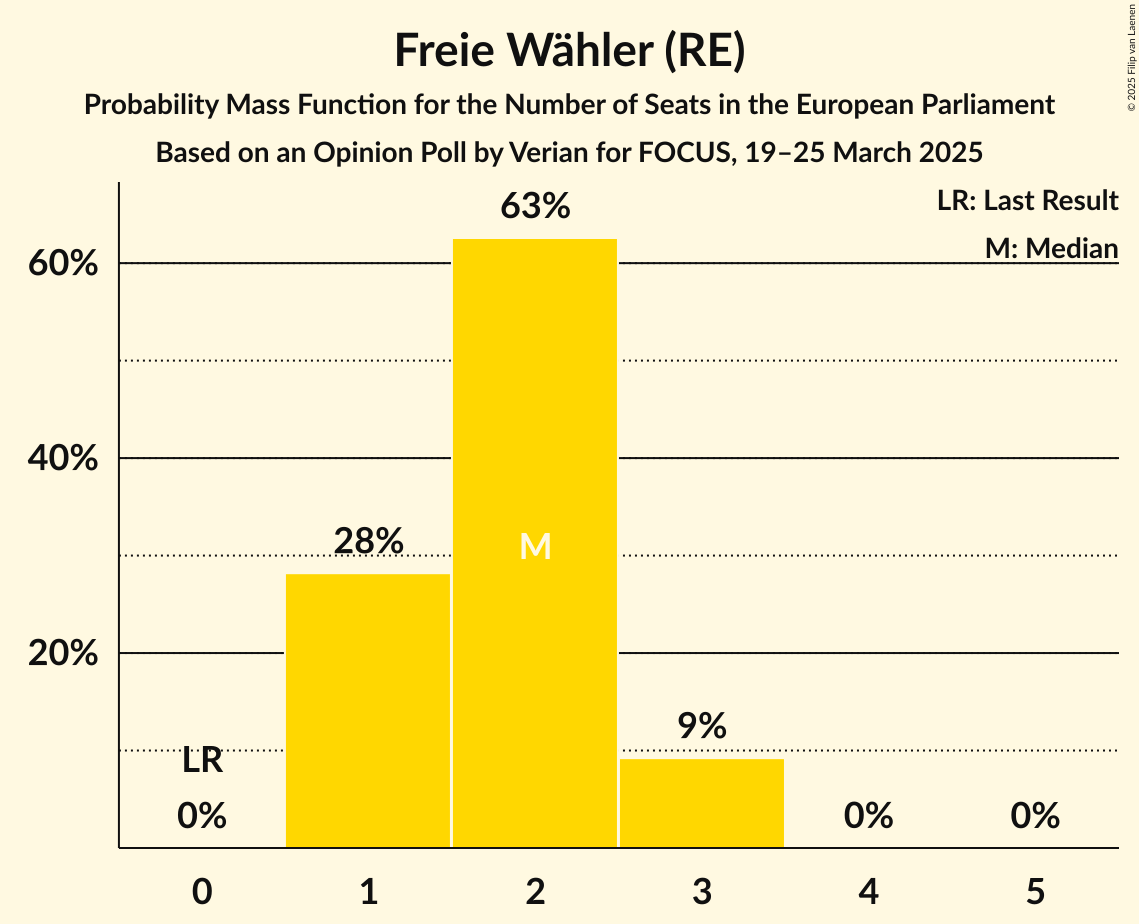 Freie Wähler (RE)
Probability Mass Function for the Number of Seats in the European Parliament
Based on an Opinion Poll by Verian for FOCUS, 19–25 March 2025
© 2025 Filip van Laenen
LR: Last Result
M: Median
63%
60%
40%
28%
M
20%
9%
LR
0%
0%
0%
0 1 2 3 4 5